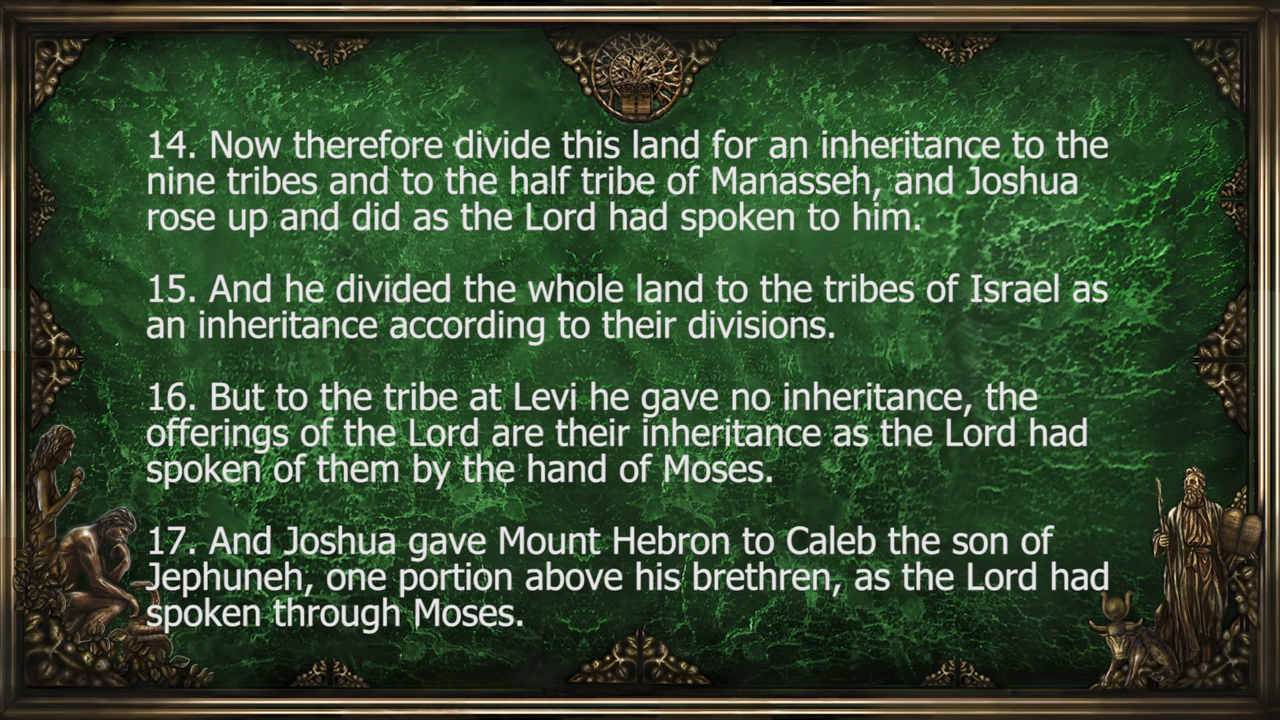 14. Now therefore divide this land for an inheritance to the
nine tribes and to the half tribe of Manasseh, and Joshua
rose up and did as the Lord had spoken to him.
15. And he divided the whole land to the tribes of Israel as
an inheritance according to their divisions.
16. But to the tribe at Levi he gave no inheritance, the
offerings of the Lord are their inheritance as the Lord had
spoken of them by the hand of Moses.
17. And Joshua gave Mount Hebron to Caleb the son of
Jephuneh, one portion above his brethren, as the Lord had
spoken through Moses.